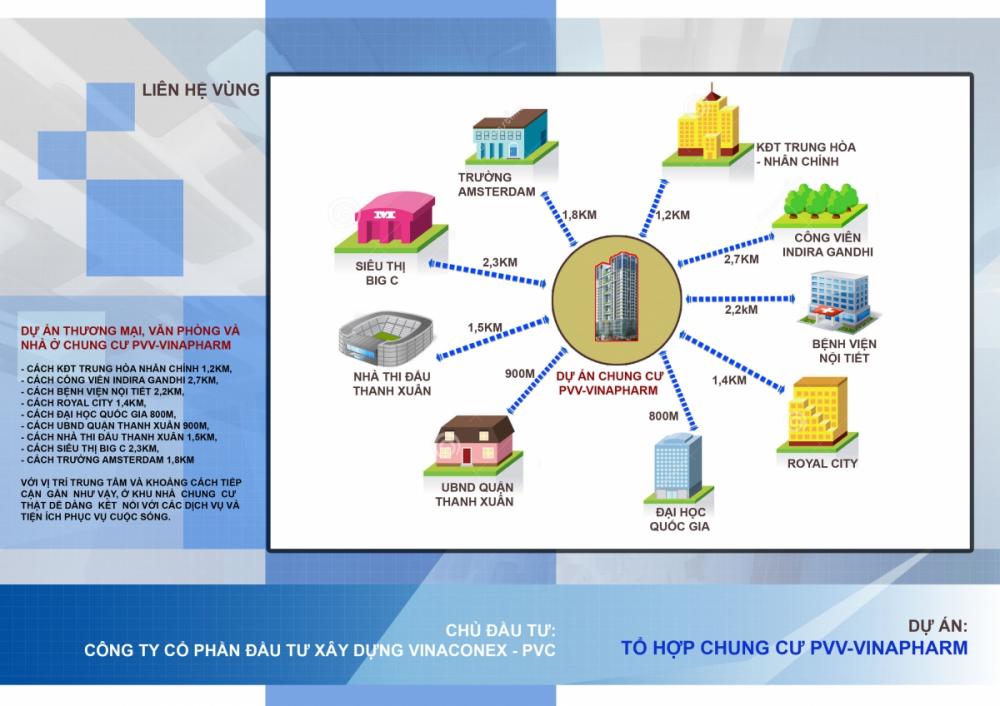 LIÊN HỆ VÙNG
TRƯỜNG
AMSTERDAM
KĐT TRUNG HÒA
- NHÂN CHÍNH
1,8KM
1,2KM
CÔNG VIÊN
INDIRA GANDHI
2,7KM
SIÊU THỊ
BIG C
2,3KM
2,2kM
BỆNH VIỆN
NỘI TIẾT
1,5KM
NHÀ THI ĐẤU
THANH XUÂN
900M
DỰ ÁN CHUNG CƯ
PVV-VINAPHARM
1,4KM
800M
ROYAL CITY
UBND QUẬN
THANH XUÂN
ĐẠI HỌC
QUỐC GIA
DỰ ÁN THƯƠNG MẠI, VĂN PHÒNG VÀ
NHÀ Ở CHUNG CƯ PVV-VINAPHARM
- CÁCH KĐT TRUNG HÒA NHÂN CHÍNH 1,2KM,
- CÁCH CÔNG VIÊN INDIRA GANDHI 2,7KM,
- CÁCH BỆNH VIỆN NỘI TIẾT 2,2KM,
- CÁCH ROYAL CITY 1,4KM,
- CÁCH ĐẠI HỌC QUỐC GIA 800M,
- CÁCH UBND QUẬN THANH XUÂN 900M,
- CÁCH NHÀ THI ĐẤU THANH XUÂN 1,5KM,
- CÁCH SIÊU THỊ BIG C 2,3KM,
- CÁCH TRƯỜNG AMSTERDAM 1,8KM
VỚI VỊ TRÍ TRUNG TÂM VÀ KHOẢNG CÁCH TIẾP
CẬN GẦN NHƯ VẬY, Ở KHU NHÀ CHUNG CƯ
THẬT DỄ DÀNG KẾT NỐI VỚI CÁC DỊCH VỤ VÀ
TIỆN ÍCH PHỤC VỤ CUỘC SỐNG.
CHỦ ĐẦU TƯ:
CÔNG TY CỔ PHẦN ĐẦU TƯ XÂY DỰNG VINACONEX - PVC
DỰ ÁN:
TỔ HỢP CHUNG CƯ PVV-VINAPHARM